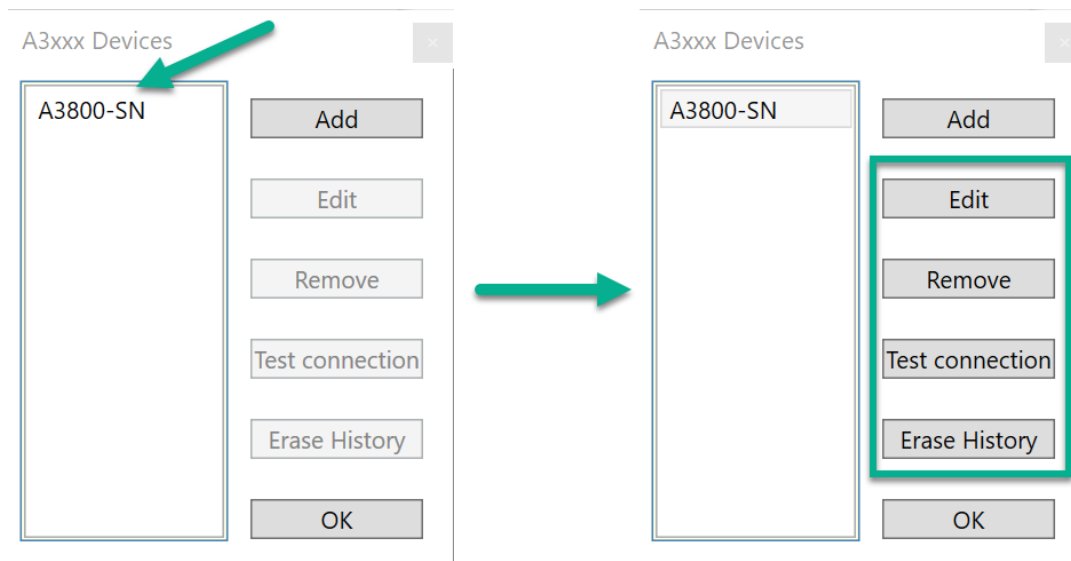 A3xxx Devices
x
A3800-SN
Add
Edit
Remove
Test connection
Erase History
OK
A3xxx Devices
x
A3800-SN
Add
Edit
Remove
Test connection
Erase History
OK